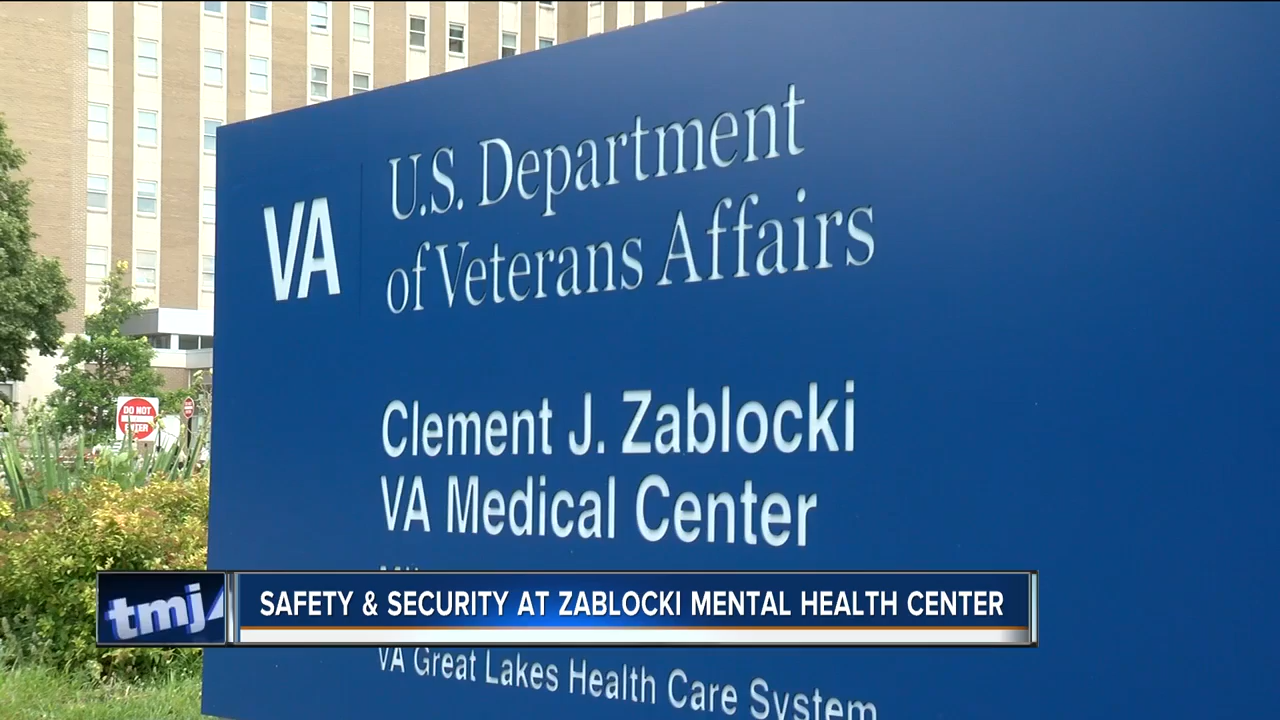 VA
U.S. Department
of Veterans Affairs
Clement J. Zablocki
VA Medical Center
DO NOT
ENTER
tmj4
SAFETY & SECURITY AT ZABLOCKI MENTAL HEALTH CENTER
VA Great Lakes Health Care System